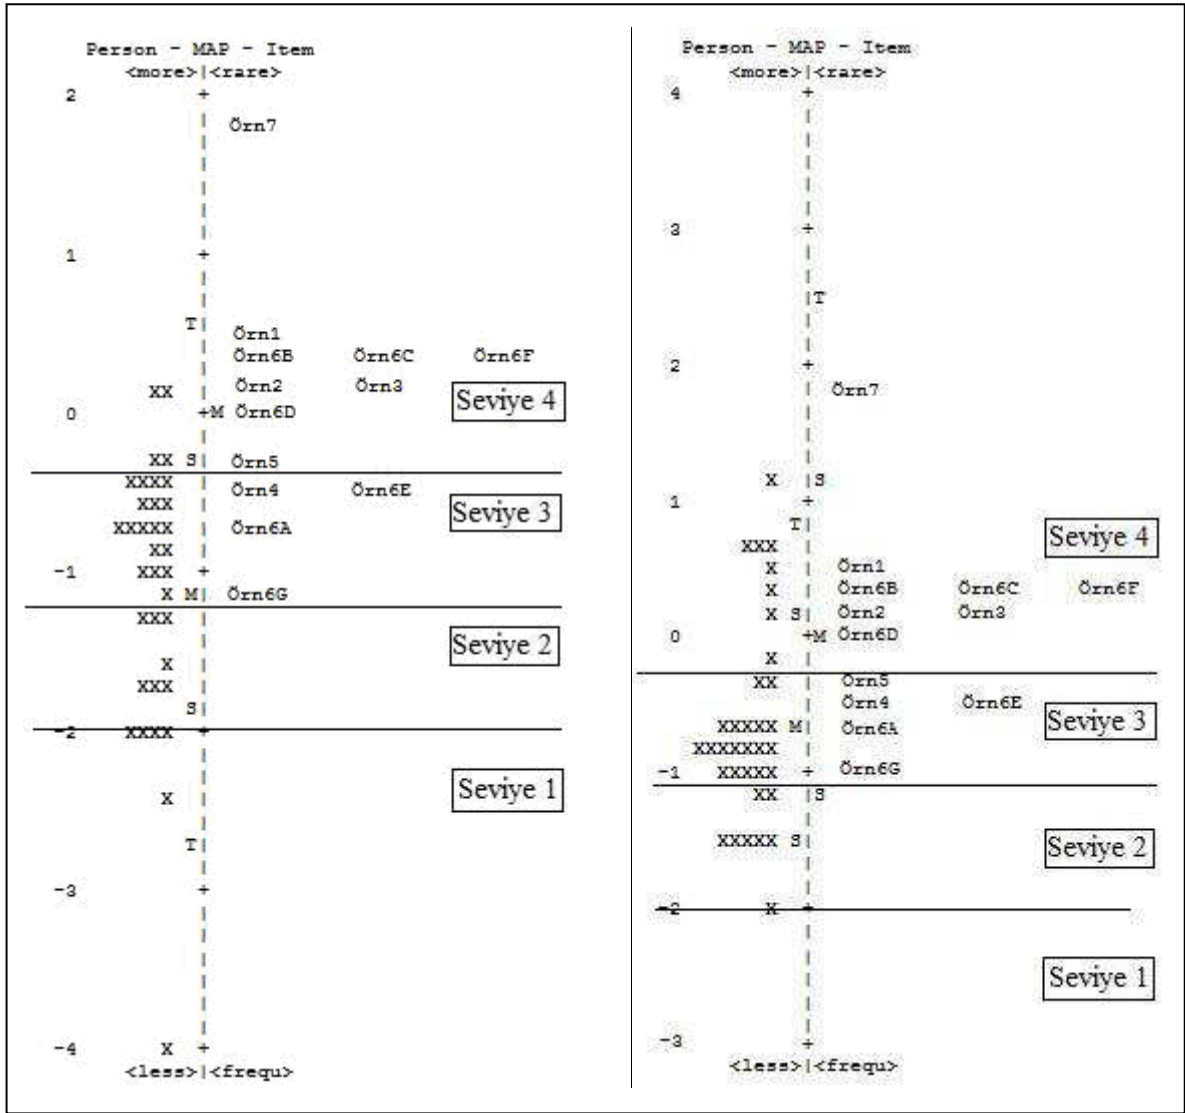 Person - MAP - Item
<more>|<rare>
2 +
| Örn7
|
|
|
|
|
1 +
|
|
|
T| Örn1
| Örn6B Örn6C Örn6F
XX | Örn2 Örn3
Seviye 4
0 +M Örn6D
|
XX S| Örn5
XXXX |
| Örn4 Örn6E
XXX |
Seviye 3
XXXXX | Örn6A
XX |
-1 XXX +
X M| Örn6G
XXX |
|
Seviye 2
X |
XXX |
S|
-2 XXXX +
|
|
Seviye 1
X |
|
T|
|
-3 +
|
|
|
|
|
|
-4 X +
<less>|<frequ>
Person - MAP - Item
<more>|<rare>
4 +
|
|
|
|
|
3 +
|
|
|T
|
|
2 +
| Örn7
|
|
|
X |S
1 +
T|
Seviye 4
XXX |
X | Örn1
X | Örn6B Örn6C Örn6F
X S| Örn2 Örn3
0 +M Örn6D
X |
XX | Örn5
| Örn4 Örn6E
Seviye 3
XXXXX M| Örn6A
XXXXXXX |
-1 XXXXX + Örn6G
XX |S
|
XXXXX S|
Seviye 2
|
|
-2 X +
|
|
|
Seviye 1
|
|
-3 +
<less>|<frequ>